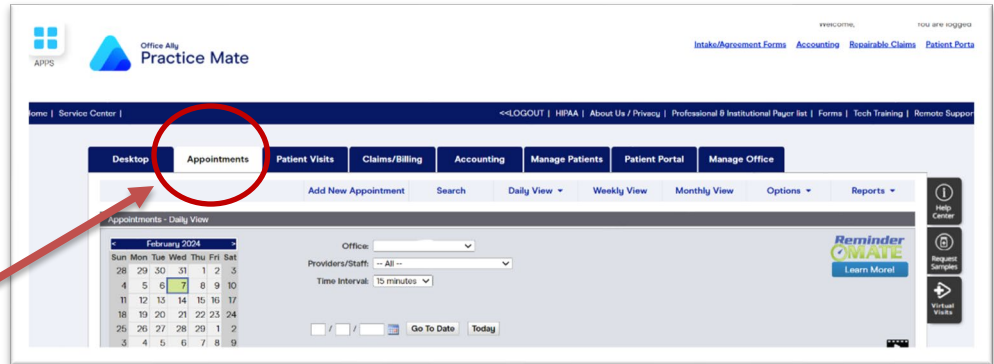 Welcome, You are logged
APPS
Office Ally
Practice Mate
Intake/Agreement Forms Accounting Repairable Claims Patient Porta
ome | Service Center | <<LOGOUT | HIPAA | About Us / Privacy | Professional & Institutional Payer list | Forms | Tech Training | Remote Suppor
Desktop Appointments Patient Visits Claims/Billing Accounting Manage Patients Patient Portal Manage Office
Add New Appointment Search Daily View Weekly View Monthly View Options Reports
Help Center
Appointments - Daily View
< February 2024 >
Sun Mon Tue Wed Thu Fri Sat
28 29 30 31 1 2 3
4 5 6 7 8 9 10
11 12 13 14 15 16 17
18 19 20 21 22 23 24
25 26 27 28 29 1 2
3 4 5 6 7 8 9
Office:
Providers/Staff: -- All --
Time Interval: 15 minutes
/ / Go To Date Today
Reminder
MATE
Learn More!
Request Samples
Virtual Visits